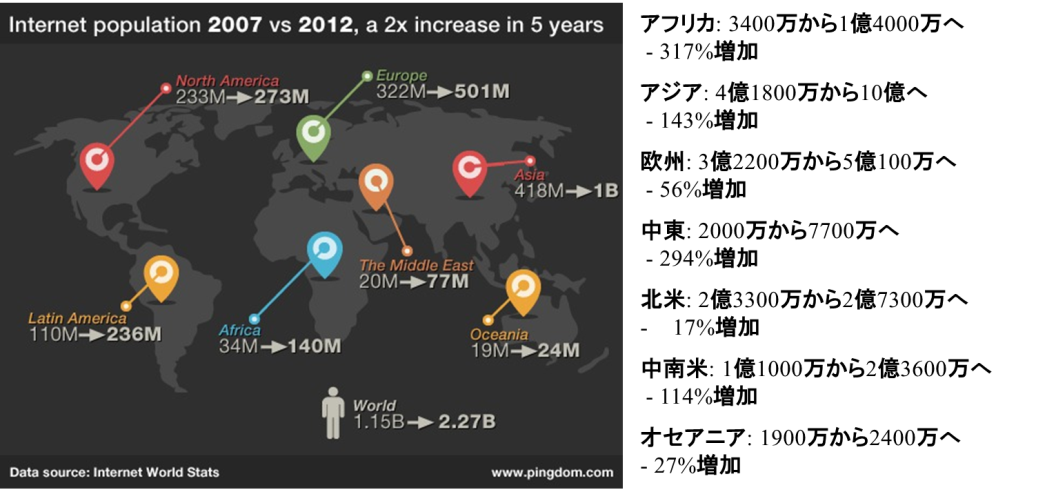 Internet population 2007 vs 2012, a 2x increase in 5 years
North America
233M→273M
Europe
322M→501M
Asia
418M→1B
The Middle East
20M→77M
Latin America
110M→236M
Africa
34M→140M
Oceania
19M→24M
World
1.15B→2.27B
Data source: Internet World Stats
www.pingdom.com
アフリカ: 3400万から1億4000万へ
- 317%増加
アジア: 4億1800万から10億へ
- 143%増加
欧州: 3億2200万から5億100万へ
- 56%増加
中東: 2000万から7700万へ
- 294%増加
北米: 2億3300万から2億7300万へ
- 17%増加
中南米: 1億1000万から2億3600万へ
- 114%増加
オセアニア: 1900万から2400万へ
- 27%増加